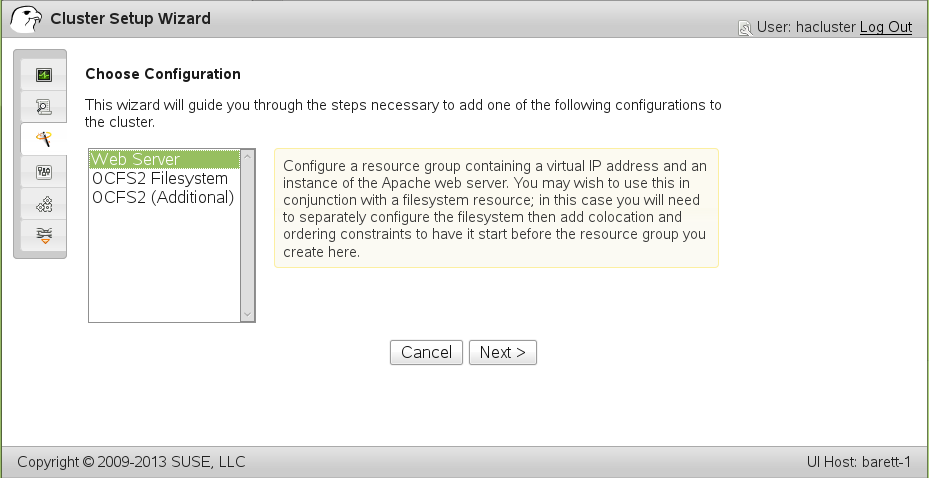 Cluster Setup Wizard
User: hacluster Log Out
Choose Configuration
This wizard will guide you through the steps necessary to add one of the following configurations to
the cluster.
Web Server
OCFS2 Filesystem
OCFS2 (Additional)
Configure a resource group containing a virtual IP address and an
instance of the Apache web server. You may wish to use this in
conjunction with a filesystem resource; in this case you will need
to separately configure the filesystem then add colocation and
ordering constraints to have it start before the resource group you
create here.
Cancel
Next >
Copyright © 2009-2013 SUSE, LLC
UI Host: barett-1